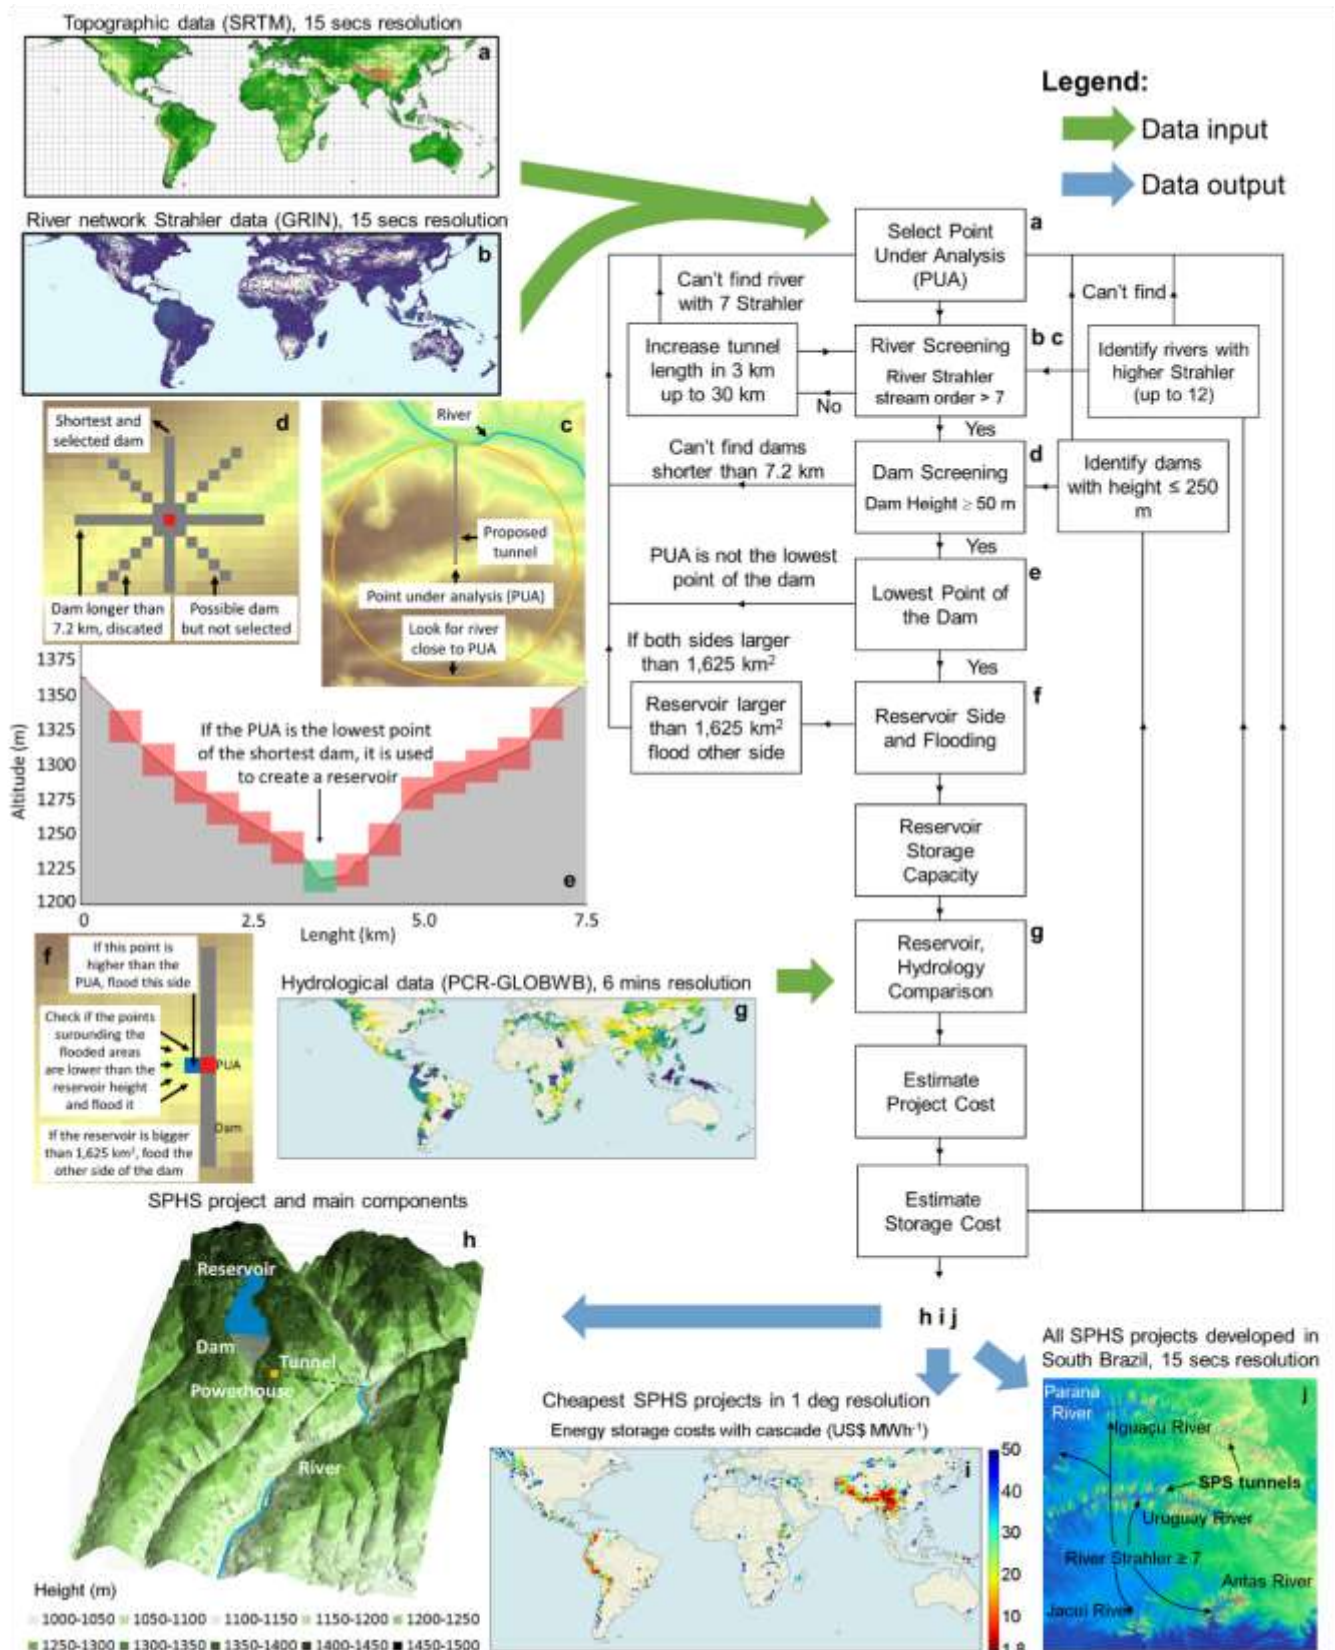 Topographic data (SRTM), 15 secs resolution
a
River network Strahler data (GRIN), 15 secs resolution
b
Legend:
Data input
Data output
Select Point
Under Analysis
(PUA)
a
Can't find river
with 7 Strahler
Can't find
Increase tunnel
length in 3 km
up to 30 km
No
River Screening
River Strahler
stream order > 7
b c
Identify rivers with
higher Strahler
(up to 12)
Yes
Can't find dams
shorter than 7.2 km
Dam Screening
Dam Height ≥ 50 m
d
Identify dams
with height ≤ 250
m
Yes
PUA is not the lowest
point of the dam
Lowest Point of
the Dam
e
Yes
If both sides larger
than 1,625 km²
Reservoir larger
than 1,625 km²
flood other side
Reservoir Side
and Flooding
f
Reservoir
Storage
Capacity
Reservoir,
Hydrology
Comparison
g
Estimate
Project Cost
Estimate
Storage Cost
h i j
Shortest and
selected dam
d
Dam longer than
7.2 km, discated
Possible dam
but not selected
River
c
Proposed
tunnel
Point under analysis (PUA)
Look for river
close to PUA
Altitude (m)
1375
1350
1325
1300
1275
1250
1225
1200
If the PUA is the lowest point
of the shortest dam, it is used
to create a reservoir
e
0
2.5
5.0
7.5
Lenght (km)
f
If this point is
higher than the
PUA, flood this side
Check if the points
surounding the
flooded areas
are lower than the
reservoir height
and flood it
PUA
Dam
If the reservoir is bigger
than 1,625 km², food the
other side of the dam
Hydrological data (PCR-GLOBWB), 6 mins resolution
g
SPHS project and main components
h
Reservoir
Dam
Tunnel
Powerhouse
River
Height (m)
1000-1050 1050-1100 1100-1150 1150-1200 1200-1250
1250-1300 1300-1350 1350-1400 1400-1450 1450-1500
Cheapest SPHS projects in 1 deg resolution
Energy storage costs with cascade (US$ MWh⁻¹)
i
50
40
30
20
10
1.8
All SPHS projects developed in
South Brazil, 15 secs resolution
j
Parana
River
Iguaçu River
SPS tunnels
Uruguay River
River Strahler ≥ 7
Antas River
Jacui River